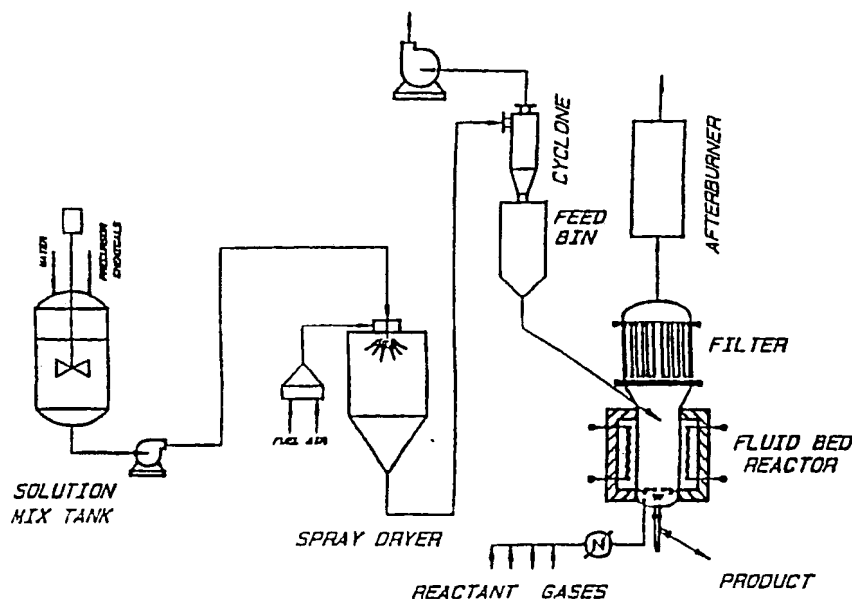 CYCLONE
FEED
BIN
AFTERBURNER
WATER
PRECURSOR
CHEMICALS
FILTER
FUEL AIR
FLUID BED
REACTOR
SOLUTION
MIX TANK
SPRAY DRYER
REACTANT GASES
PRODUCT